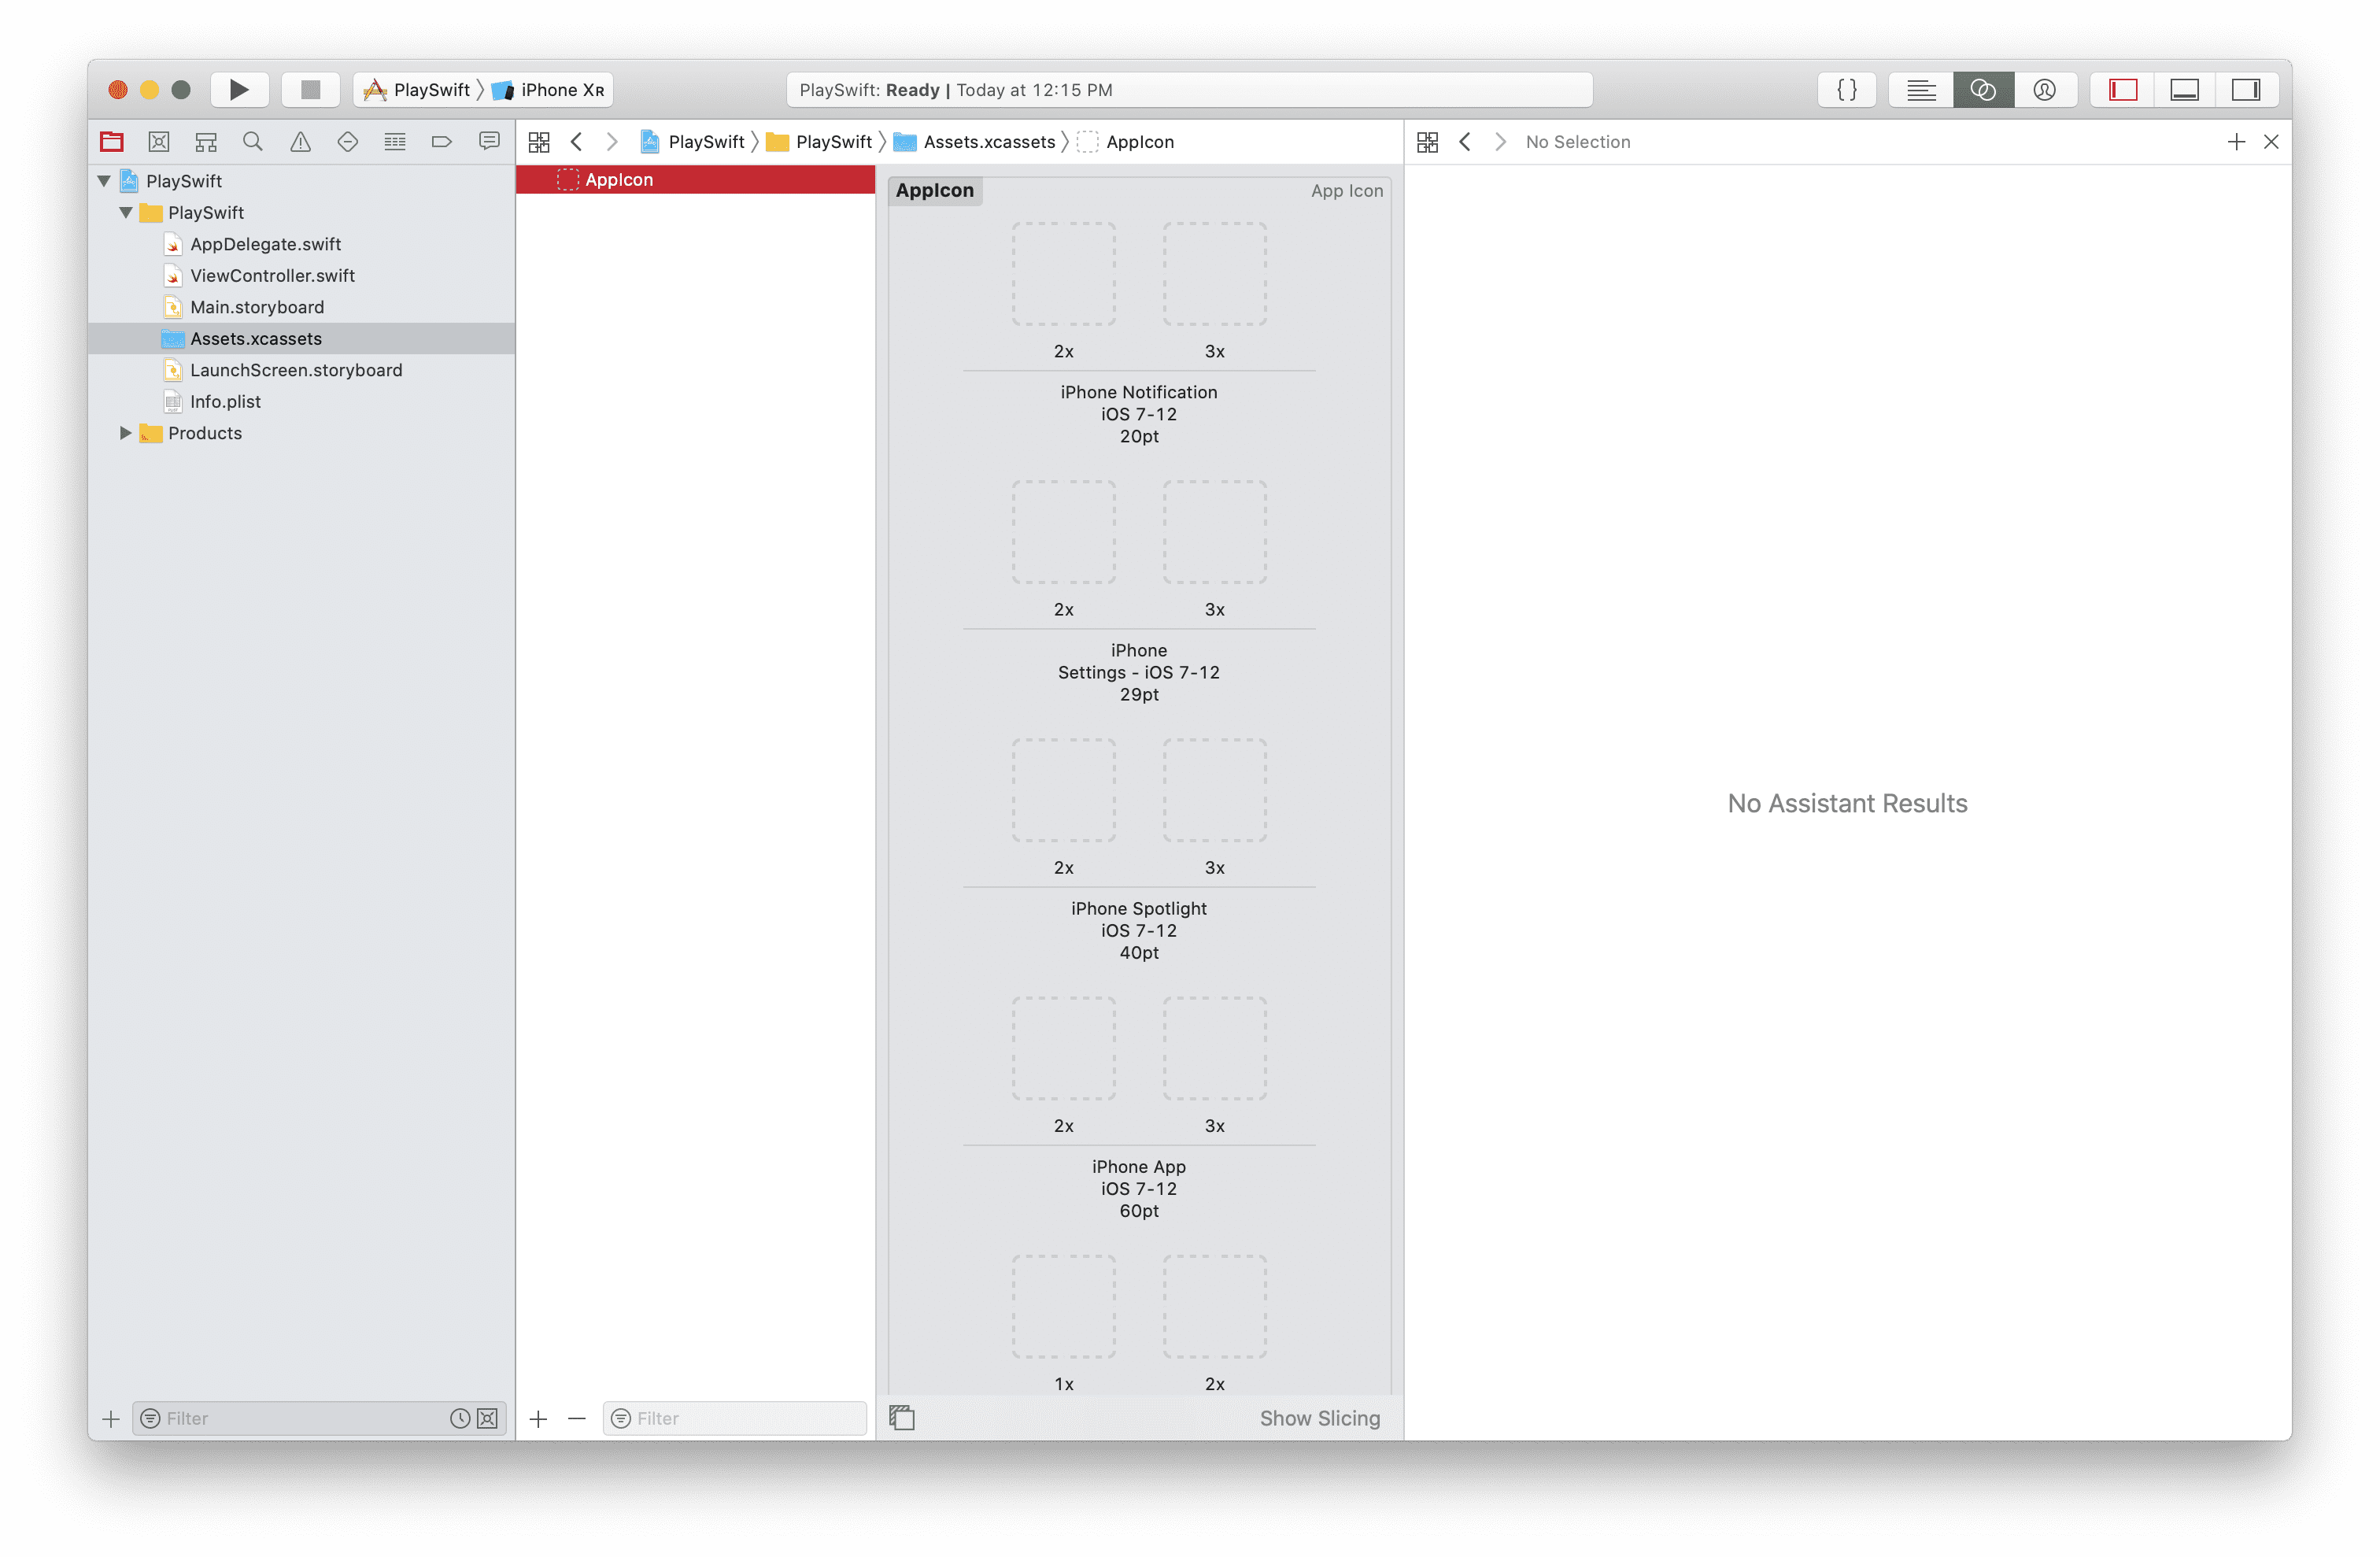 PlaySwift 〉 iPhone Xʀ
PlaySwift: Ready | Today at 12:15 PM
{ }
PlaySwift 〉 PlaySwift 〉 Assets.xcassets 〉 AppIcon
No Selection
PlaySwift
PlaySwift
AppDelegate.swift
ViewController.swift
Main.storyboard
Assets.xcassets
LaunchScreen.storyboard
Info.plist
Products
Filter
AppIcon
Filter
AppIcon
App Icon
2x 3x
iPhone Notification
iOS 7-12
20pt
2x 3x
iPhone
Settings - iOS 7-12
29pt
2x 3x
iPhone Spotlight
iOS 7-12
40pt
2x 3x
iPhone App
iOS 7-12
60pt
1x 2x
Show Slicing
No Assistant Results